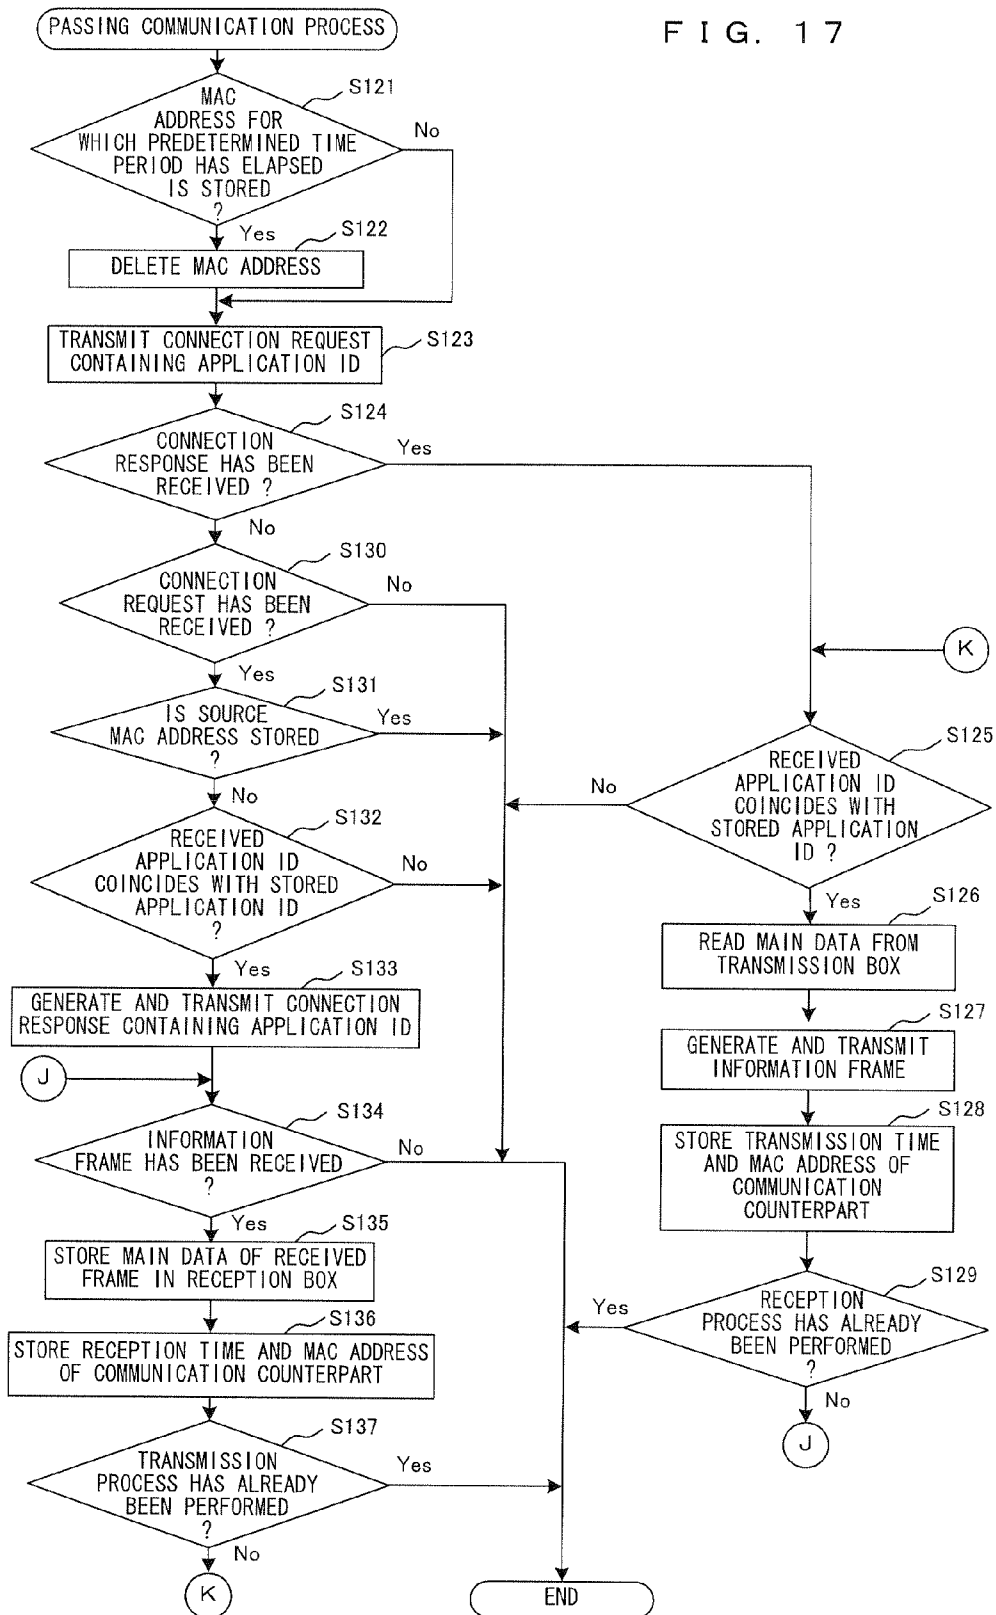 PASSING COMMUNICATION PROCESS
FIG. 17
S121
MAC
ADDRESS FOR
WHICH PREDETERMINED TIME
PERIOD HAS ELAPSED
IS STORED
?
No
Yes
S122
DELETE MAC ADDRESS
TRANSMIT CONNECTION REQUEST
CONTAINING APPLICATION ID
S123
S124
CONNECTION
RESPONSE HAS BEEN
RECEIVED ?
Yes
No
S130
CONNECTION
REQUEST HAS BEEN
RECEIVED ?
No
Yes
S131
IS SOURCE
MAC ADDRESS STORED
?
Yes
No
S132
RECEIVED
APPLICATION ID
COINCIDES WITH STORED
APPLICATION ID
?
No
Yes
S133
GENERATE AND TRANSMIT CONNECTION
RESPONSE CONTAINING APPLICATION ID
J
S134
INFORMATION
FRAME HAS BEEN RECEIVED
?
No
Yes
S135
STORE MAIN DATA OF RECEIVED
FRAME IN RECEPTION BOX
S136
STORE RECEPTION TIME AND MAC ADDRESS
OF COMMUNICATION COUNTERPART
S137
TRANSMISSION
PROCESS HAS ALREADY
BEEN PERFORMED
?
Yes
No
K
K
S125
RECEIVED
APPLICATION ID
COINCIDES WITH
STORED APPLICATION
ID ?
No
Yes
S126
READ MAIN DATA FROM
TRANSMISSION BOX
S127
GENERATE AND TRANSMIT
INFORMATION FRAME
S128
STORE TRANSMISSION TIME
AND MAC ADDRESS OF
COMMUNICATION
COUNTERPART
S129
RECEPTION
PROCESS HAS ALREADY
BEEN PERFORMED
?
Yes
No
J
END